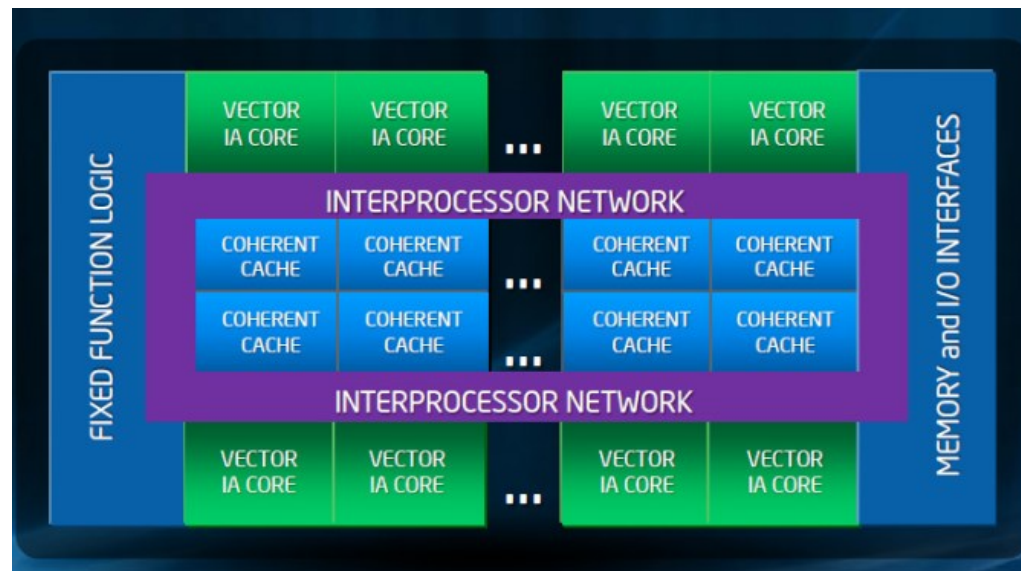 FIXED FUNCTION LOGIC
VECTOR IA CORE
VECTOR IA CORE
...
VECTOR IA CORE
VECTOR IA CORE
MEMORY and I/O INTERFACES
INTERPROCESSOR NETWORK
COHERENT CACHE
COHERENT CACHE
...
COHERENT CACHE
COHERENT CACHE
COHERENT CACHE
COHERENT CACHE
...
COHERENT CACHE
COHERENT CACHE
INTERPROCESSOR NETWORK
VECTOR IA CORE
VECTOR IA CORE
...
VECTOR IA CORE
VECTOR IA CORE